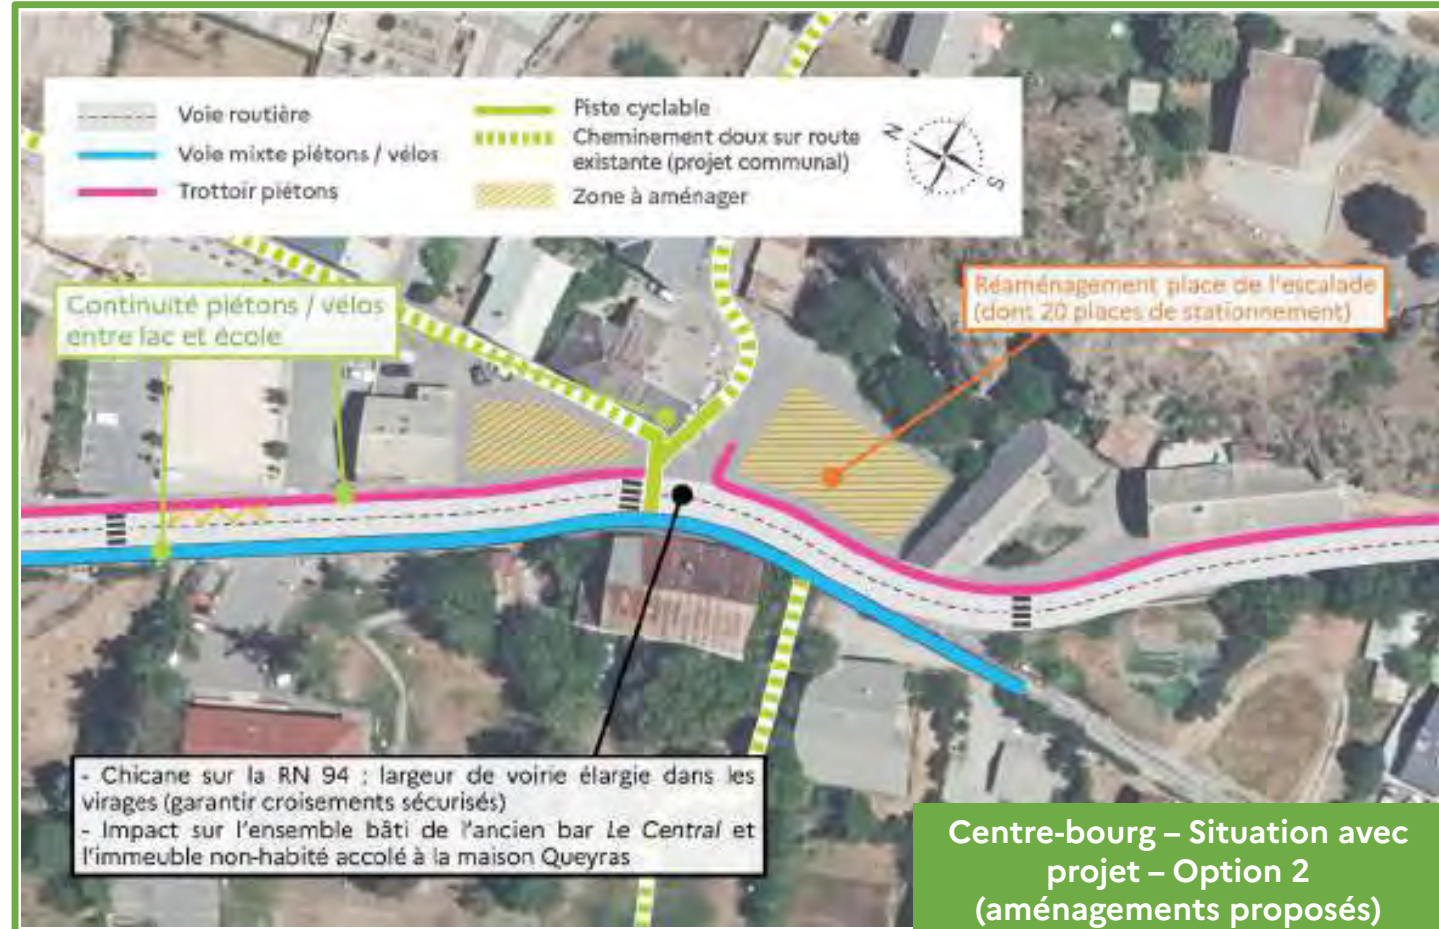 Voie routière
Voie mixte piétons / vélos
Trottoir piétons
Piste cyclable
Cheminement doux sur route
existante (projet communal)
Zone à aménager
N
S
Continuité piétons / vélos
entre lac et école
Réaménagement place de l'escalade
(dont 20 places de stationnement)
- Chicane sur la RN 94 : largeur de voirie élargie dans les
virages (garantir croisements sécurisés)
- Impact sur l'ensemble bâti de l'ancien bar Le Central et
l'immeuble non-habité accolé à la maison Queyras
Centre-bourg – Situation avec
projet – Option 2
(aménagements proposés)